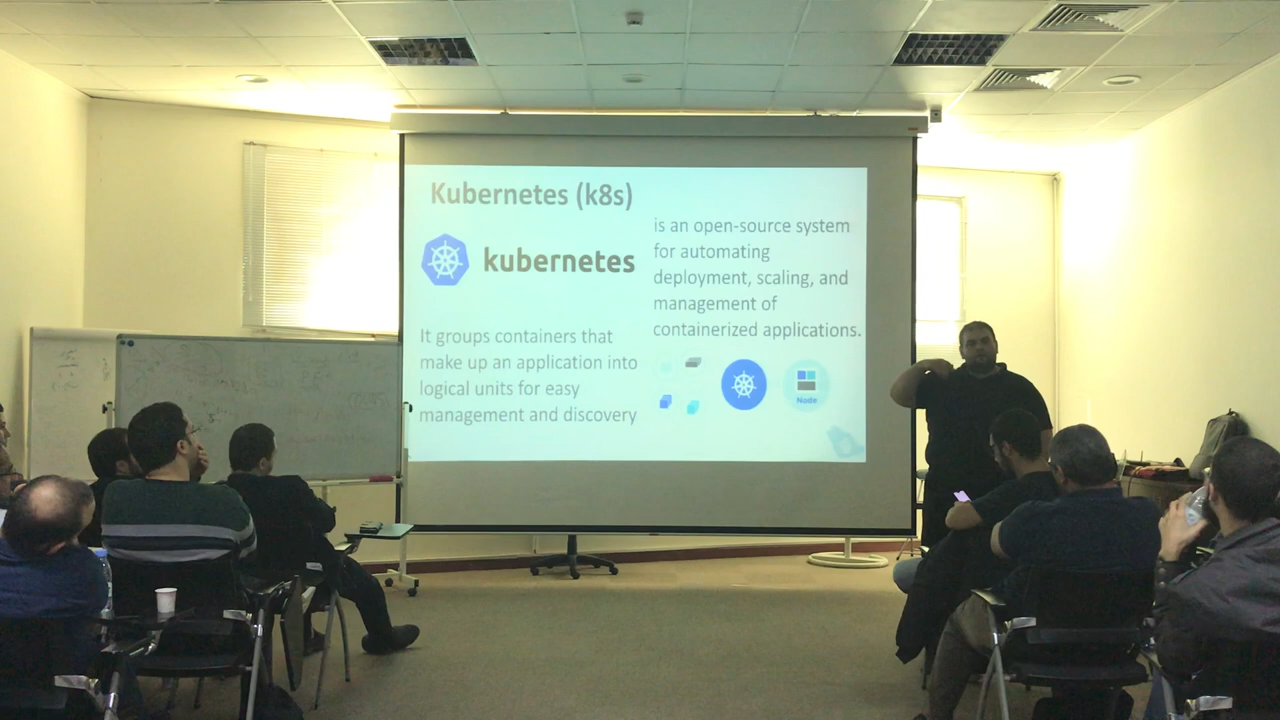 Kubernetes (k8s)
kubernetes
It groups containers that
make up an application into
logical units for easy
management and discovery
is an open-source system
for automating
deployment, scaling, and
management of
containerized applications.
Node